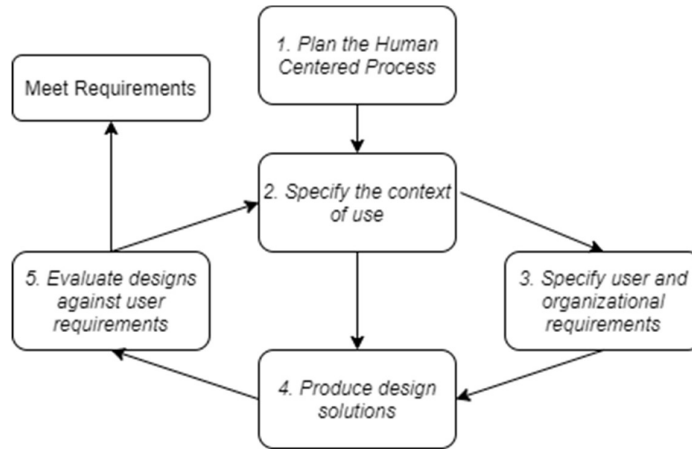 1. Plan the Human
Centered Process
Meet Requirements
2. Specify the context
of use
5. Evaluate designs
against user
requirements
3. Specify user and
organizational
requirements
4. Produce design
solutions